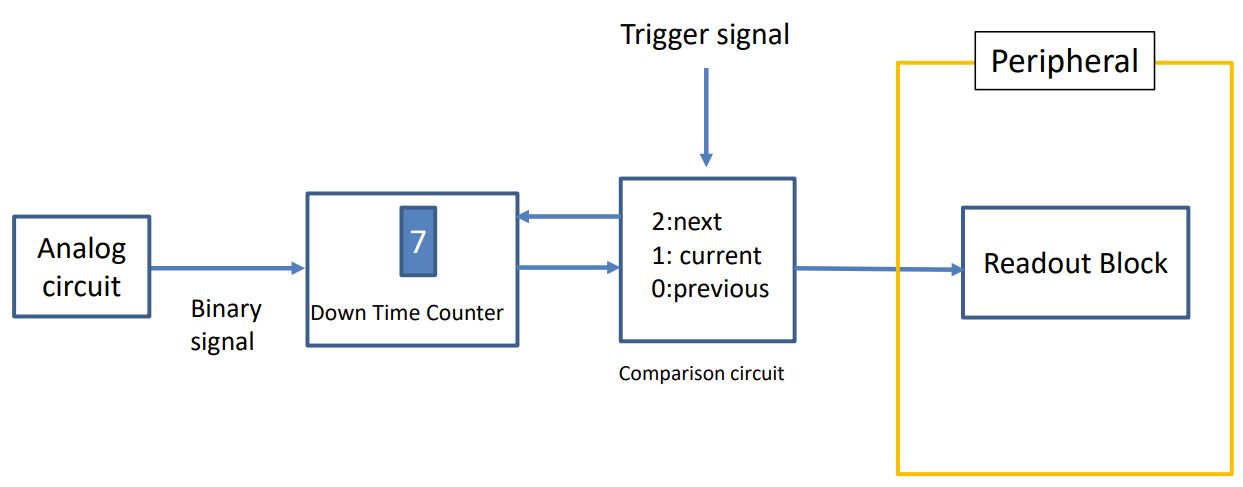 Trigger signal
Peripheral
Analog
circuit
Binary
signal
7
Down Time Counter
2:next
1: current
0:previous
Comparison circuit
Readout Block